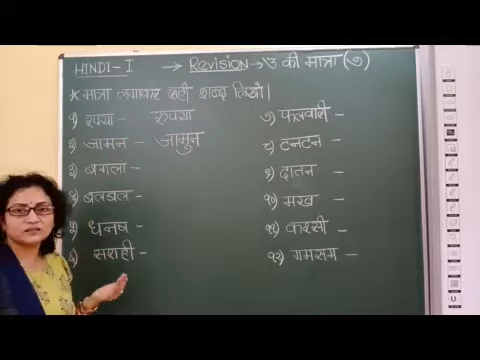 HINDI-I → Revision → उ की मात्रा (ु)
* मात्रा लगाकर सही शब्द लिखो।
१) रपया - रुपया
२) जामन - जामुन
३) बगला -
४) बलबल -
५) धनष -
६) सराही -
७) फलवारी -
८) टनटन -
९) दातन -
१०) मख -
११) करसी -
१२) गमसम -